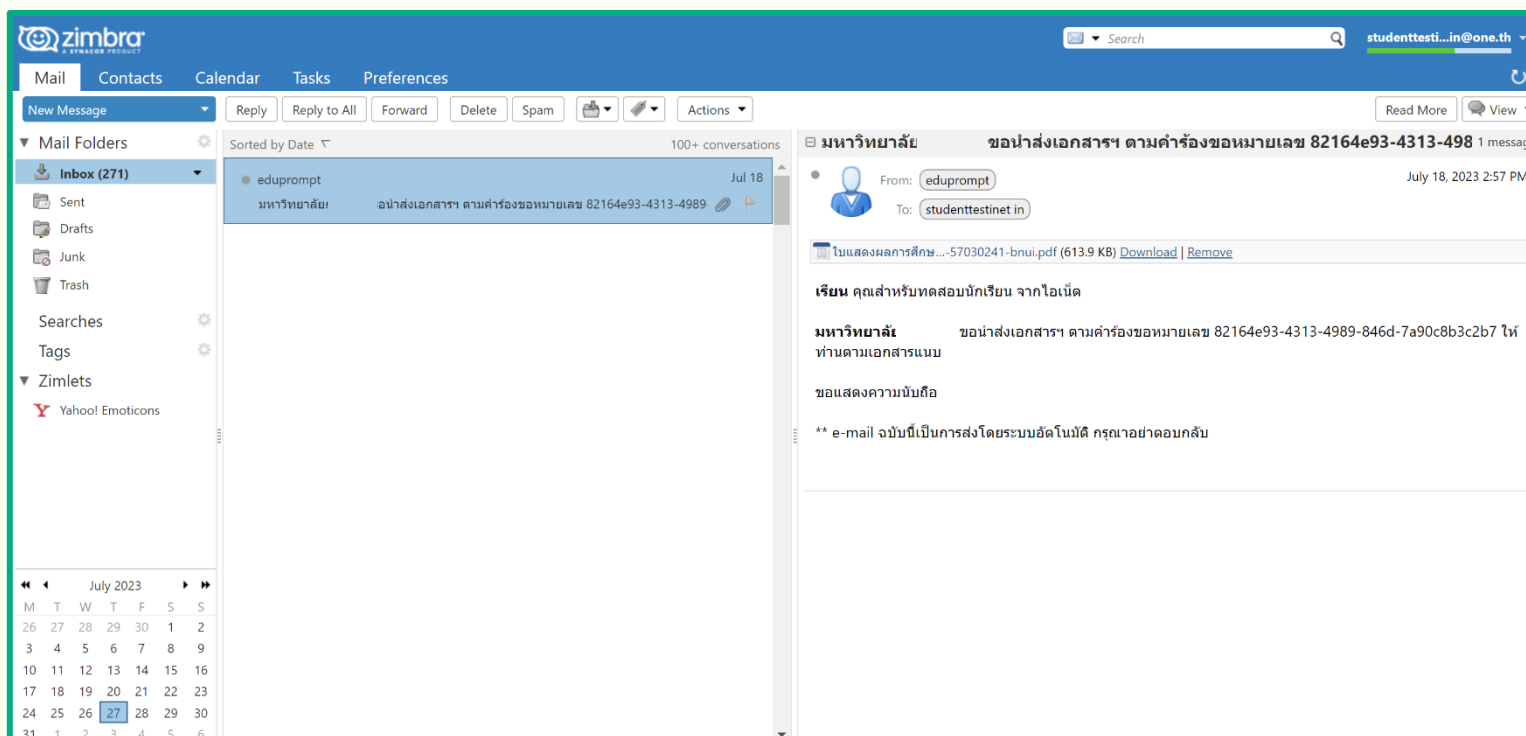 zimbra
A SYNACOR PRODUCT
Search
studenttesti...in@one.th
Mail Contacts Calendar Tasks Preferences
New Message
Reply Reply to All Forward Delete Spam Actions Read More View
Mail Folders
Inbox (271)
Sent
Drafts
Junk
Trash
Searches
Tags
Zimlets
Yahoo! Emoticons
July 2023
M T W T F S S
26 27 28 29 30 1 2
3 4 5 6 7 8 9
10 11 12 13 14 15 16
17 18 19 20 21 22 23
24 25 26 27 28 29 30
31 1 2 3 4 5 6
Sorted by Date 100+ conversations
eduprompt Jul 18
มหาวิทยาลัย อนำส่งเอกสารฯ ตามคำร้องขอหมายเลข 82164e93-4313-4989-
มหาวิทยาลัย ขอนำส่งเอกสารฯ ตามคำร้องขอหมายเลข 82164e93-4313-498 1 messag
From: eduprompt July 18, 2023 2:57 PM
To: studenttestinet in
ใบแสดงผลการศึกษ...-57030241-bnui.pdf (613.9 KB) Download | Remove
เรียน คุณสำหรับทดสอบนักเรียน จากไอเน็ต
มหาวิทยาลัย ขอนำส่งเอกสารฯ ตามคำร้องขอหมายเลข 82164e93-4313-4989-846d-7a90c8b3c2b7 ให้
ท่านตามเอกสารแนบ
ขอแสดงความนับถือ
** e-mail ฉบับนี้เป็นการส่งโดยระบบอัตโนมัติ กรุณาอย่าตอบกลับ